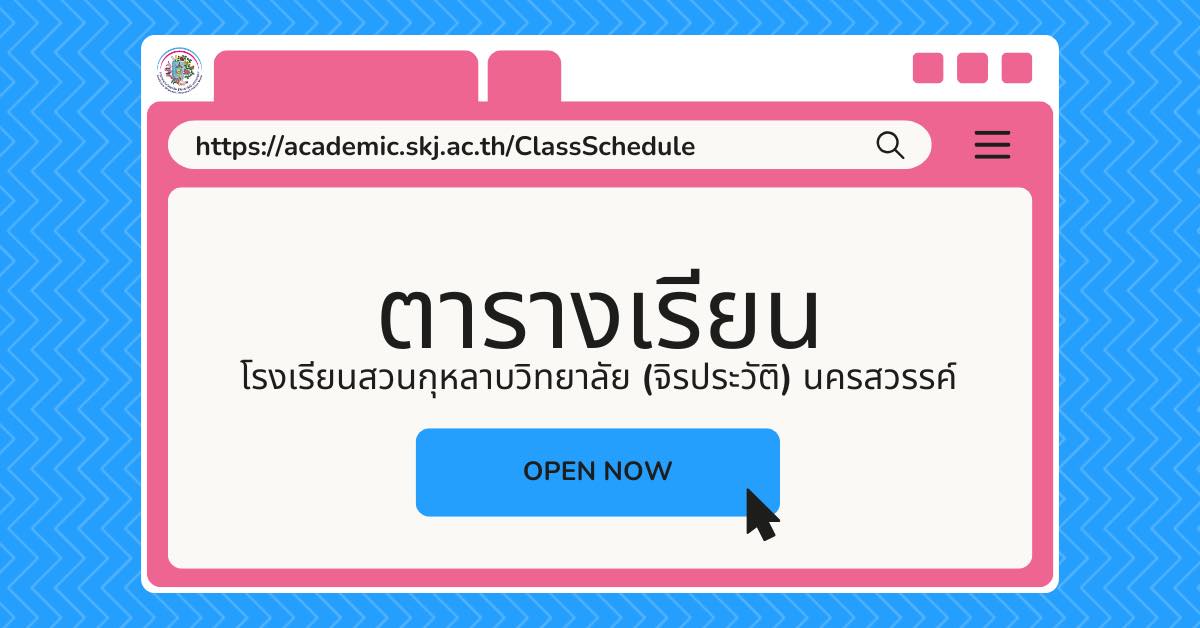 https://academic.skj.ac.th/ClassSchedule
ตารางเรียน
โรงเรียนสวนกุหลาบวิทยาลัย (จิรประวัติ) นครสวรรค์
OPEN NOW